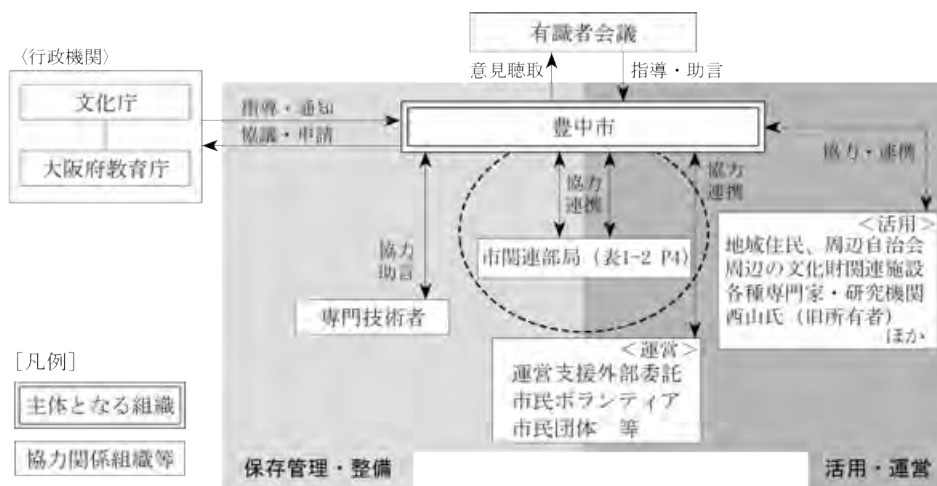 有識者会議
〈行政機関〉
意見聴取
指導・助言
文化庁
大阪府教育庁
指導・通知
協議・申請
豊中市
協力・連携
協力
連携
協力
連携
協力
助言
市関連部局(表1-2 P4)
専門技術者
<活用>
地域住民、周辺自治会
周辺の文化財関連施設
各種専門家・研究機関
西山氏(旧所有者)
ほか
<運営>
運営支援外部委託
市民ボランティア
市民団体 等
[凡例]
主体となる組織
協力関係組織等
保存管理・整備
活用・運営